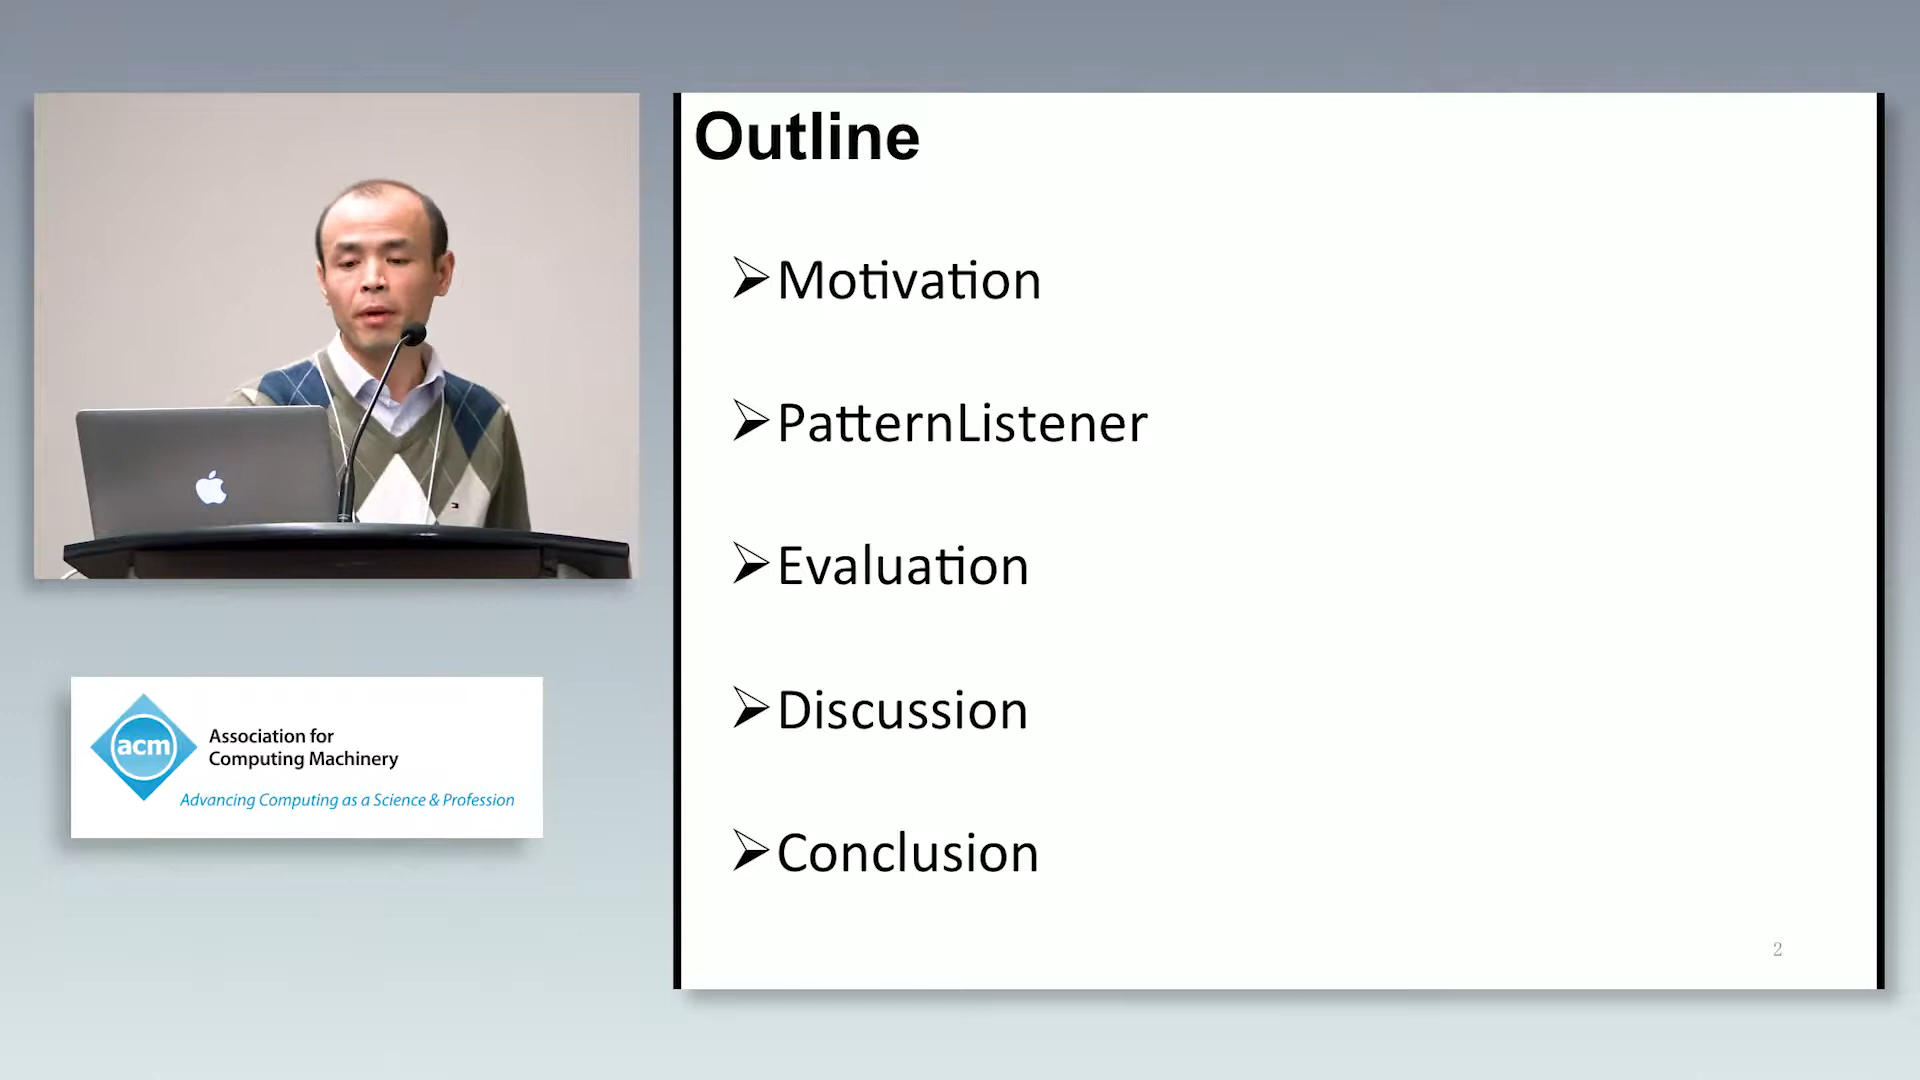 Outline
➢Motivation
➢PatternListener
➢Evaluation
➢Discussion
➢Conclusion
2
acm
Association for
Computing Machinery
Advancing Computing as a Science & Profession